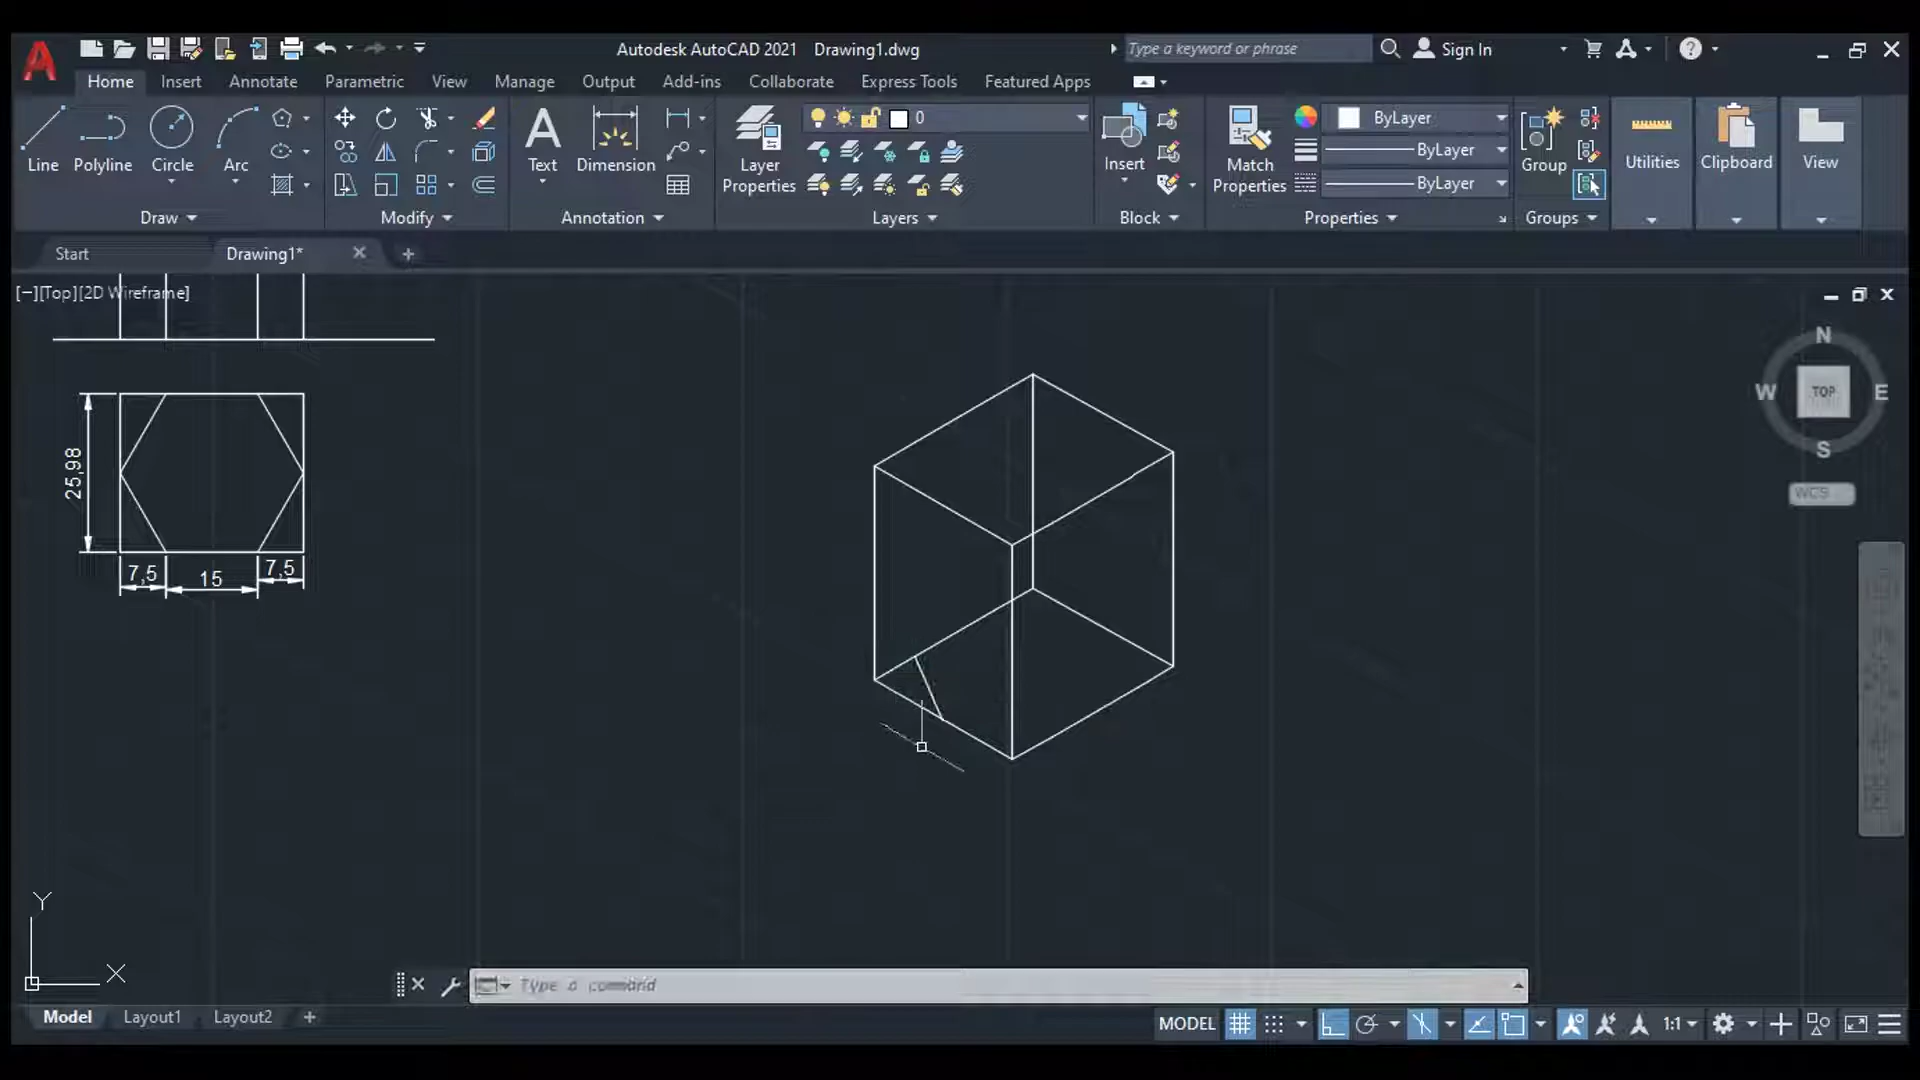 Autodesk AutoCAD 2021 Drawing1.dwg
Type a keyword or phrase
Sign In
Home Insert Annotate Parametric View Manage Output Add-ins Collaborate Express Tools Featured Apps
Line Polyline Circle Arc
Text Dimension
Layer Properties
0
Insert
Match Properties
ByLayer
ByLayer
ByLayer
Group
Utilities
Clipboard
View
Draw Modify Annotation Layers Block Properties Groups
Start Drawing1*
[−][Top][2D Wireframe]
N
W TOP E
S
WCS
25,98
7,5 15 7,5
Y
X
Type a command
Model Layout1 Layout2
MODEL 1:1